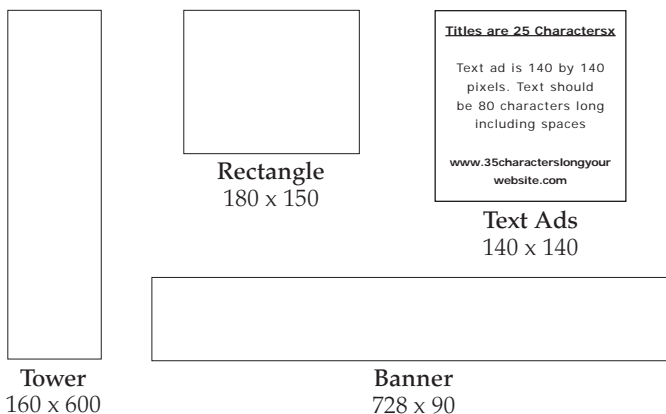 Titles are 25 Charactersx
Text ad is 140 by 140
pixels. Text should
be 80 characters long
including spaces
www.35characterslongyour
website.com
Rectangle
180 x 150
Text Ads
140 x 140
Tower
160 x 600
Banner
728 x 90